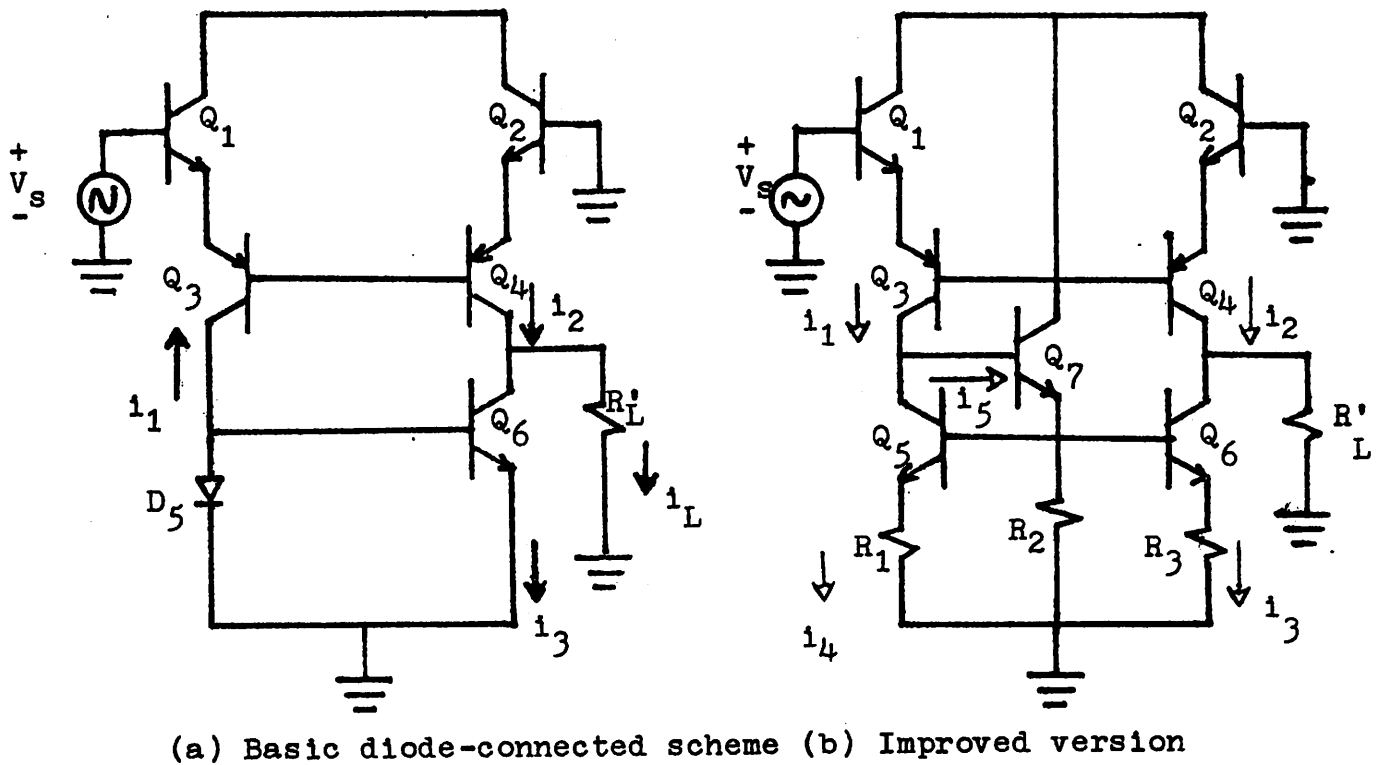 Q1
Q2
+
Vs
-
Q3
Q4
i2
i1
R'L
Q6
D5
iL
i3
Q1
Q2
+
Vs
-
Q3
Q4
i1
i2
Q7
i5
R'L
Q5
Q6
R1
R2
R3
i4
i3
(a) Basic diode-connected scheme (b) Improved version